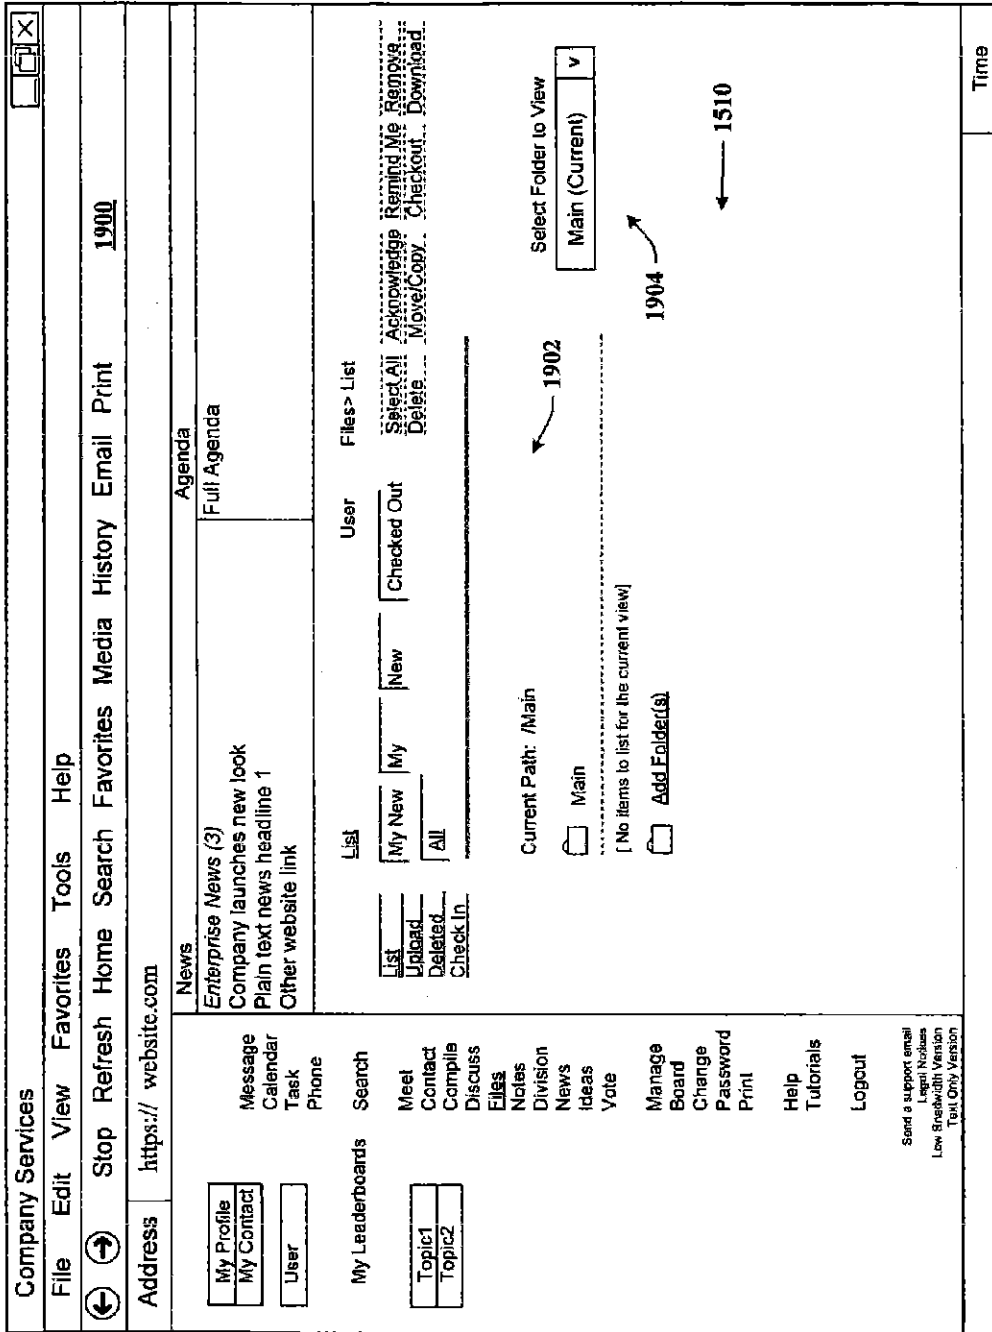 Company Services
File Edit View Favorites Tools Help
Stop Refresh Home Search Favorites Media History Email Print 1900
Address https:// website.com
News
Agenda
Enterprise News (3)
Full Agenda
Company launches new look
Plain text news headline 1
Other website link
My Profile
My Contact
User
My Leaderboards
Topic1
Topic2
Message
Calendar
Task
Phone
Search
Meet
Contact
Compile
Discuss
Files
Notes
Division
News
Ideas
Vote
Manage
Board
Change
Password
Print
Help
Tutorials
Logout
Send a support email
Legal Notices
Low Bandwidth Version
Text Only Version
List User Files> List
List
Upload
Deleted
Check In
My New My New Checked Out
All
Select All Acknowledge Remind Me Remove
Delete Move/Copy Checkout Download
Current Path: /Main
Select Folder to View
Main
Main (Current) v
1902
[ No items to list for the current view]
Add Folder(s)
1904
1510
Time